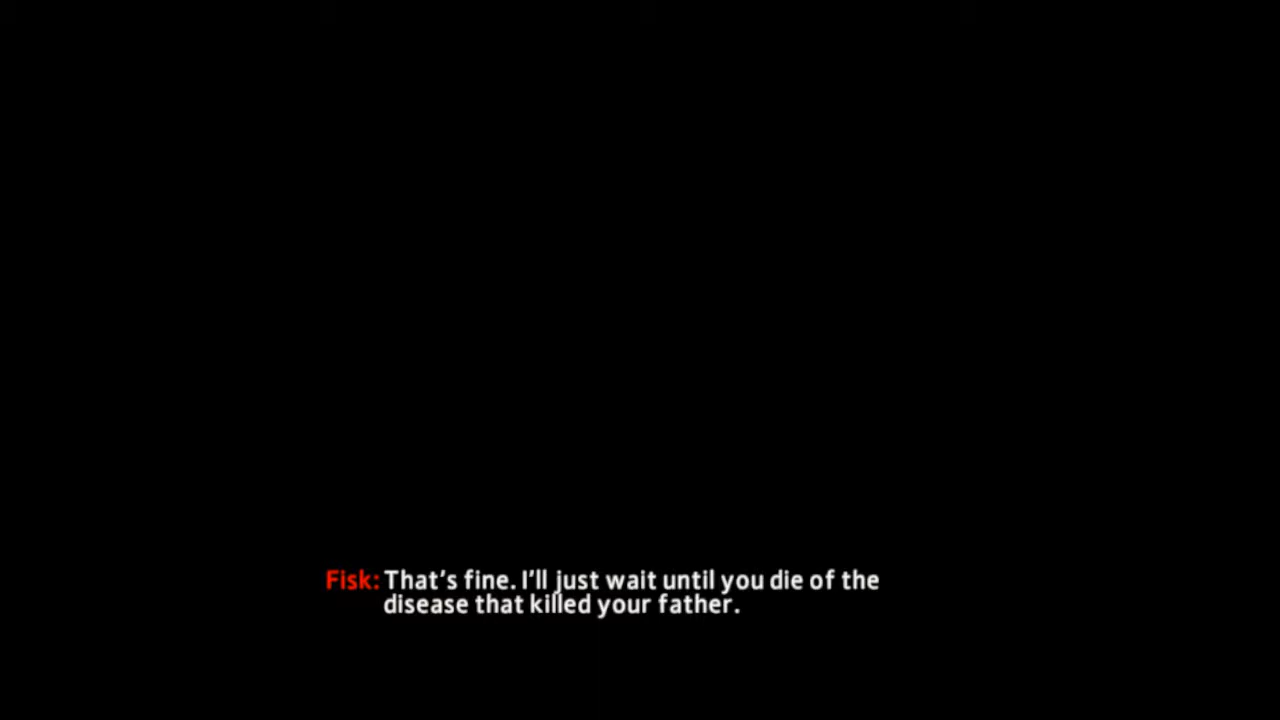 Fisk: That's fine. I'll just wait until you die of the
disease that killed your father.